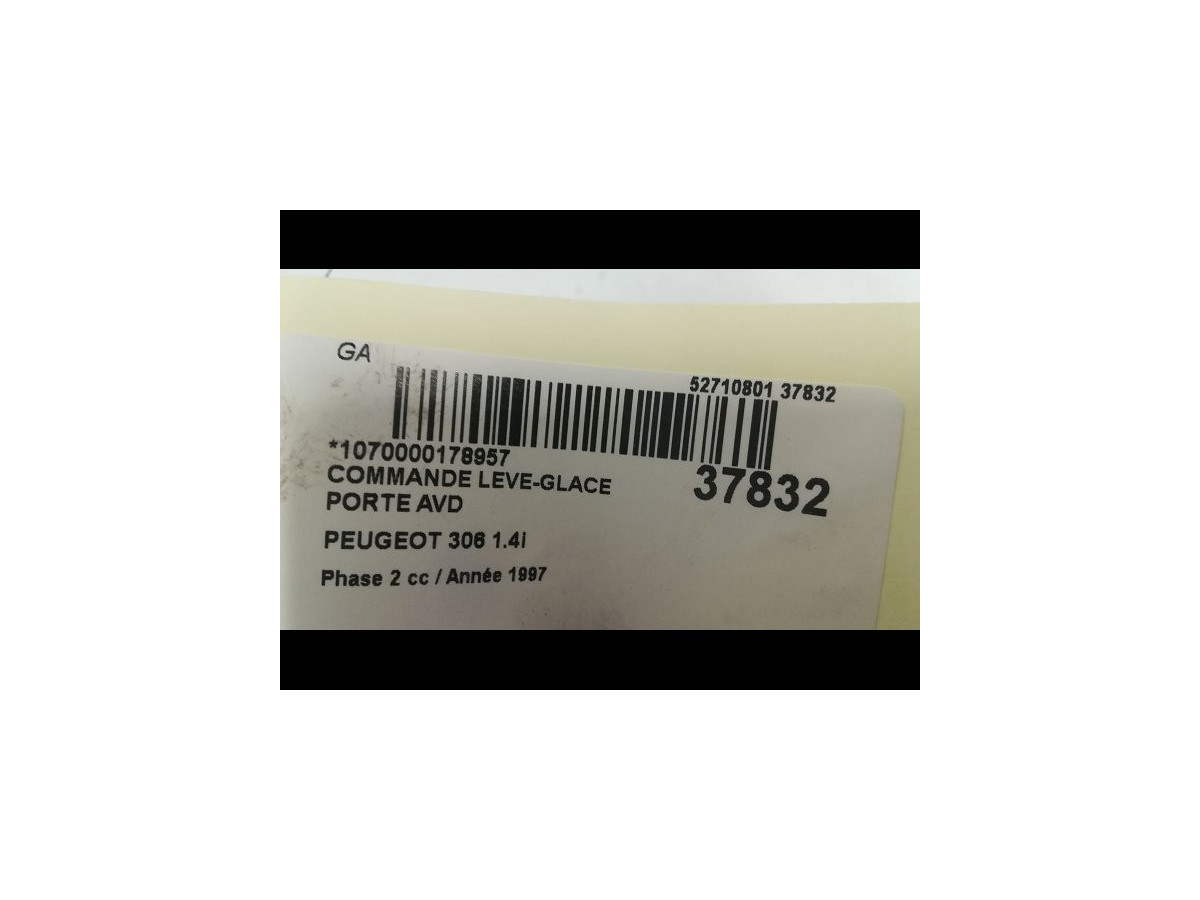 GA
52710801 37832
*1070000178957
37832
COMMANDE LEVE-GLACE
PORTE AVD
PEUGEOT 306 1.4i
Phase 2 cc / Année 1997